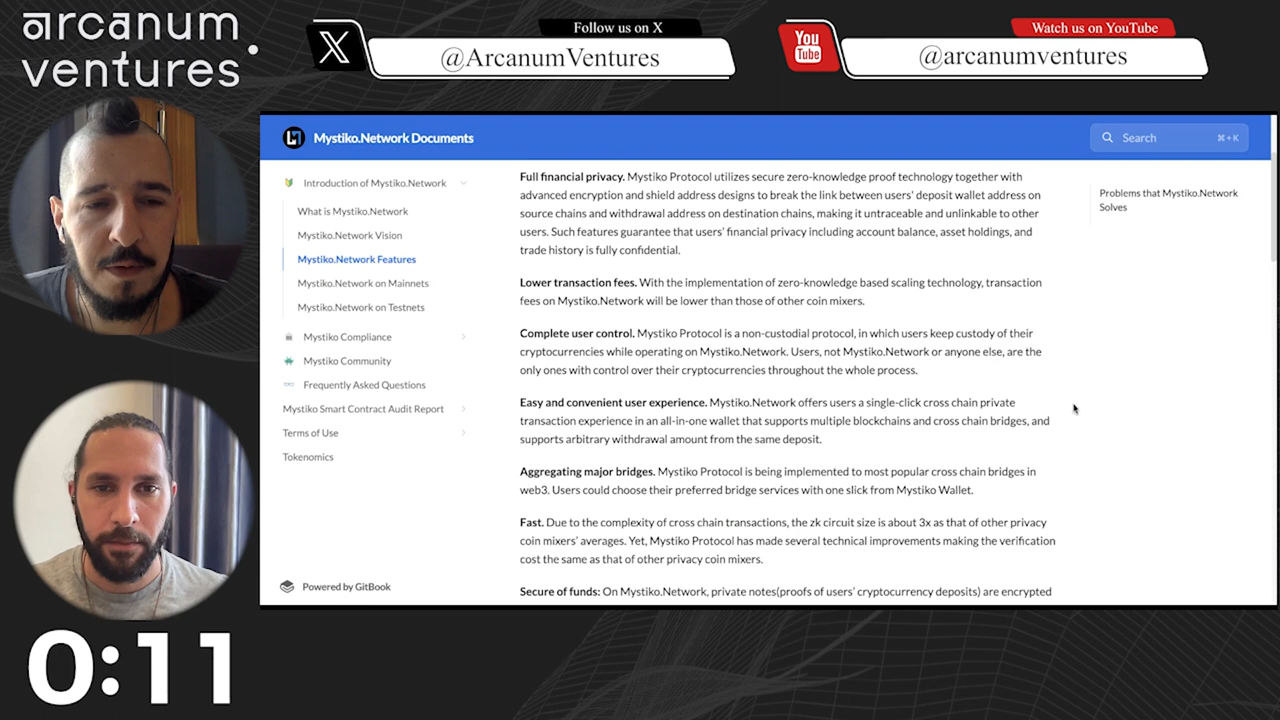 arcanum
ventures.
Follow us on X
@ArcanumVentures
Watch us on YouTube
You
Tube
@arcanumventures
Mystiko.Network Documents
Search
⌘+K
Introduction of Mystiko.Network
What is Mystiko.Network
Mystiko.Network Vision
Mystiko.Network Features
Mystiko.Network on Mainnets
Mystiko.Network on Testnets
Mystiko Compliance
Mystiko Community
Frequently Asked Questions
Mystiko Smart Contract Audit Report
Terms of Use
Tokenomics
Powered by GitBook
Full financial privacy. Mystiko Protocol utilizes secure zero-knowledge proof technology together with
advanced encryption and shield address designs to break the link between users' deposit wallet address on
source chains and withdrawal address on destination chains, making it untraceable and unlinkable to other
users. Such features guarantee that users' financial privacy including account balance, asset holdings, and
trade history is fully confidential.
Lower transaction fees. With the implementation of zero-knowledge based scaling technology, transaction
fees on Mystiko.Network will be lower than those of other coin mixers.
Complete user control. Mystiko Protocol is a non-custodial protocol, in which users keep custody of their
cryptocurrencies while operating on Mystiko.Network. Users, not Mystiko.Network or anyone else, are the
only ones with control over their cryptocurrencies throughout the whole process.
Easy and convenient user experience. Mystiko.Network offers users a single-click cross chain private
transaction experience in an all-in-one wallet that supports multiple blockchains and cross chain bridges, and
supports arbitrary withdrawal amount from the same deposit.
Aggregating major bridges. Mystiko Protocol is being implemented to most popular cross chain bridges in
web3. Users could choose their preferred bridge services with one slick from Mystiko Wallet.
Fast. Due to the complexity of cross chain transactions, the zk circuit size is about 3x as that of other privacy
coin mixers' averages. Yet, Mystiko Protocol has made several technical improvements making the verification
cost the same as that of other privacy coin mixers.
Secure of funds: On Mystiko.Network, private notes(proofs of users' cryptocurrency deposits) are encrypted
Problems that Mystiko.Network
Solves
0:11